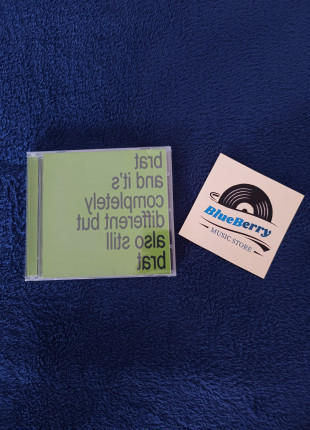 brat
and it's
completely
different but
also still
brat
BlueBerry
MUSIC STORE